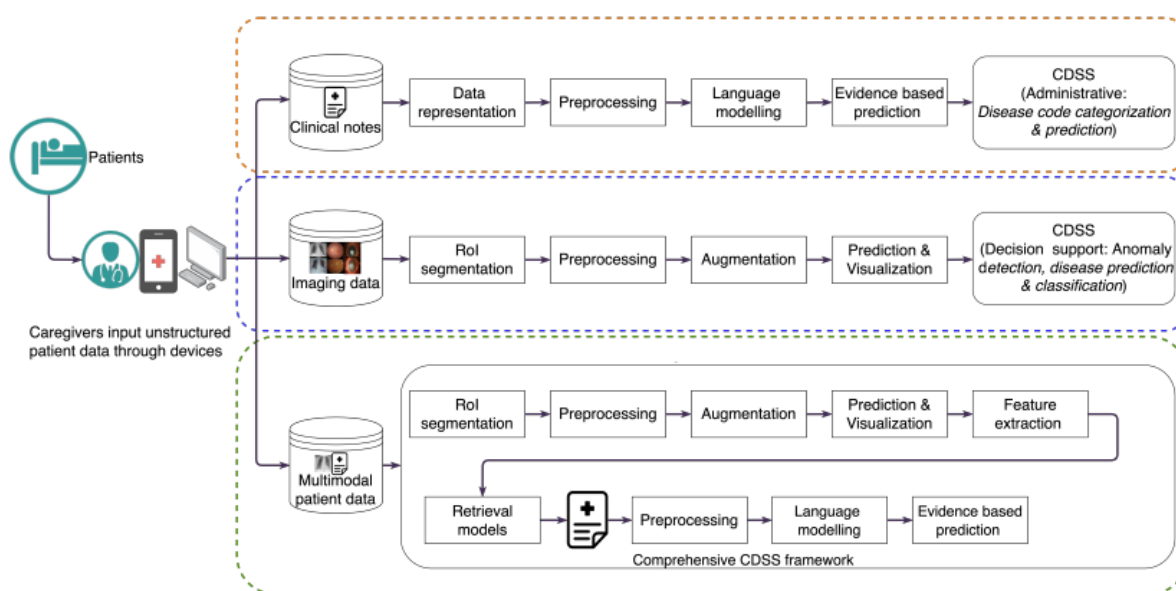 Patients
Caregivers input unstructured
patient data through devices
Clinical notes
Data
representation
Preprocessing
Language
modelling
Evidence based
prediction
CDSS
(Administrative:
Disease code categorization
& prediction)
Imaging data
RoI
segmentation
Preprocessing
Augmentation
Prediction &
Visualization
CDSS
(Decision support: Anomaly
detection, disease prediction
& classification)
Multimodal
patient data
RoI
segmentation
Preprocessing
Augmentation
Prediction &
Visualization
Feature
extraction
Retrieval
models
Preprocessing
Language
modelling
Evidence based
prediction
Comprehensive CDSS framework